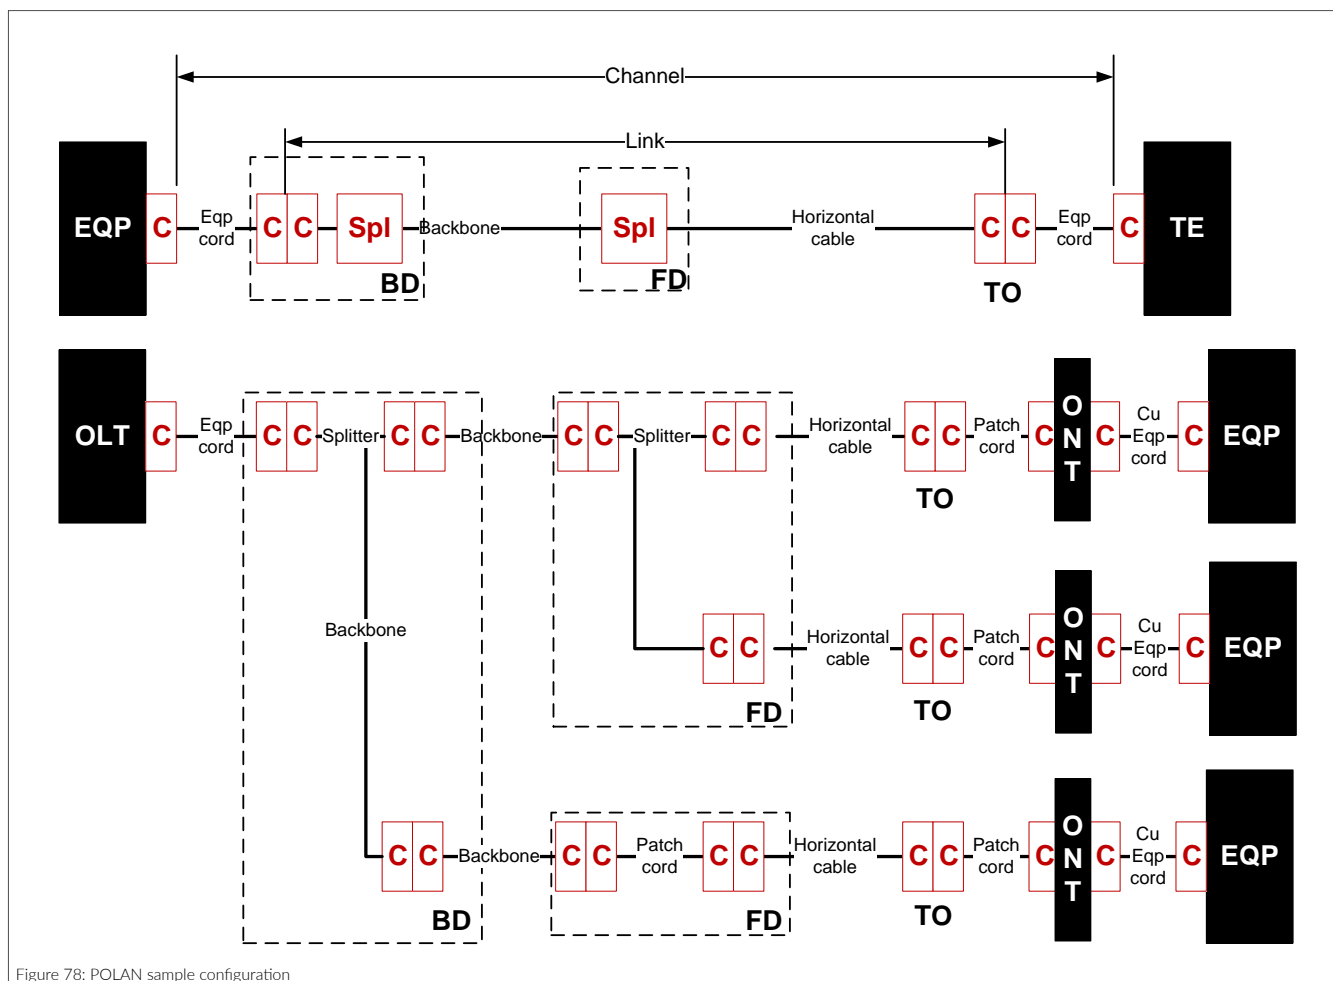 Channel
Link
EQP C Eqp cord C C Spl Backbone Spl Horizontal cable C C Eqp cord C TE
BD FD TO
OLT C Eqp cord C C Splitter C C Backbone C C Splitter C C Horizontal cable C C Patch cord C ONT C Cu Eqp cord C EQP
TO
Backbone
C C Horizontal cable C C Patch cord C ONT C Cu Eqp cord C EQP
FD TO
C C Backbone C C Patch cord C C Horizontal cable C C Patch cord C ONT C Cu Eqp cord C EQP
BD FD TO
Figure 78: POLAN sample configuration